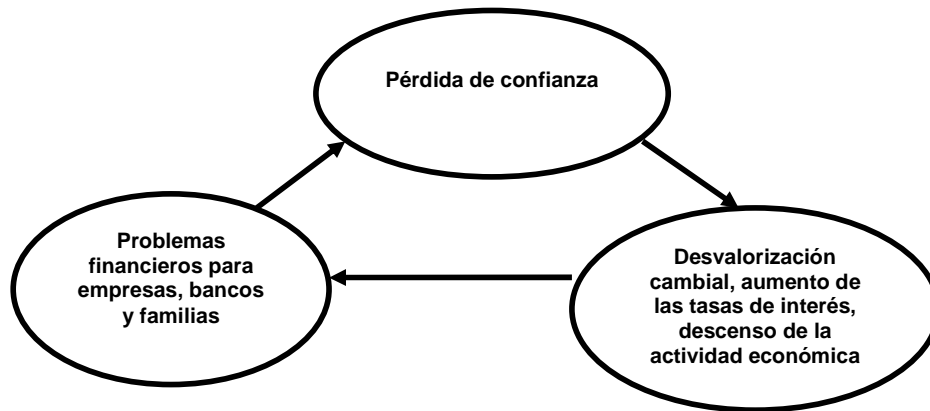 Pérdida de confianza
Problemas
financieros para
empresas, bancos
y familias
Desvalorización
cambial, aumento de
las tasas de interés,
descenso de la
actividad económica